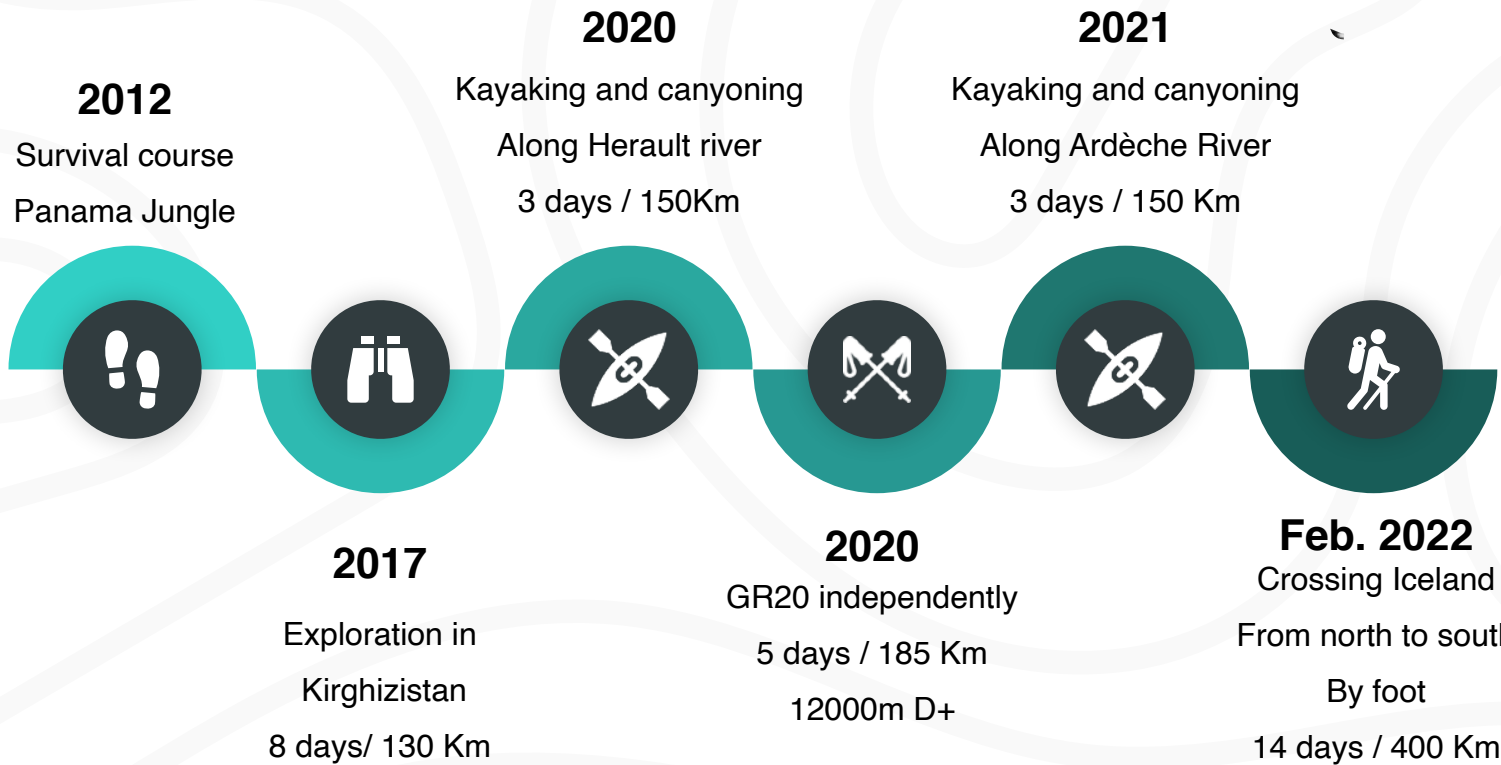 2012
Survival course
Panama Jungle
2017
Exploration in
Kirghizistan
8 days/ 130 Km
2020
Kayaking and canyoning
Along Herault river
3 days / 150Km
2020
GR20 independently
5 days / 185 Km
12000m D+
2021
Kayaking and canyoning
Along Ardèche River
3 days / 150 Km
Feb. 2022
Crossing Iceland
From north to south
By foot
14 days / 400 Km